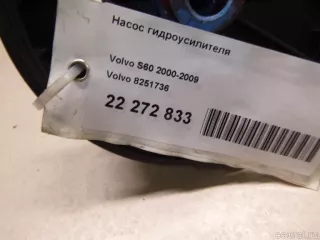 Насос гидроусилителя
Volvo S60 2000-2009
Volvo 8251736
22 272 833